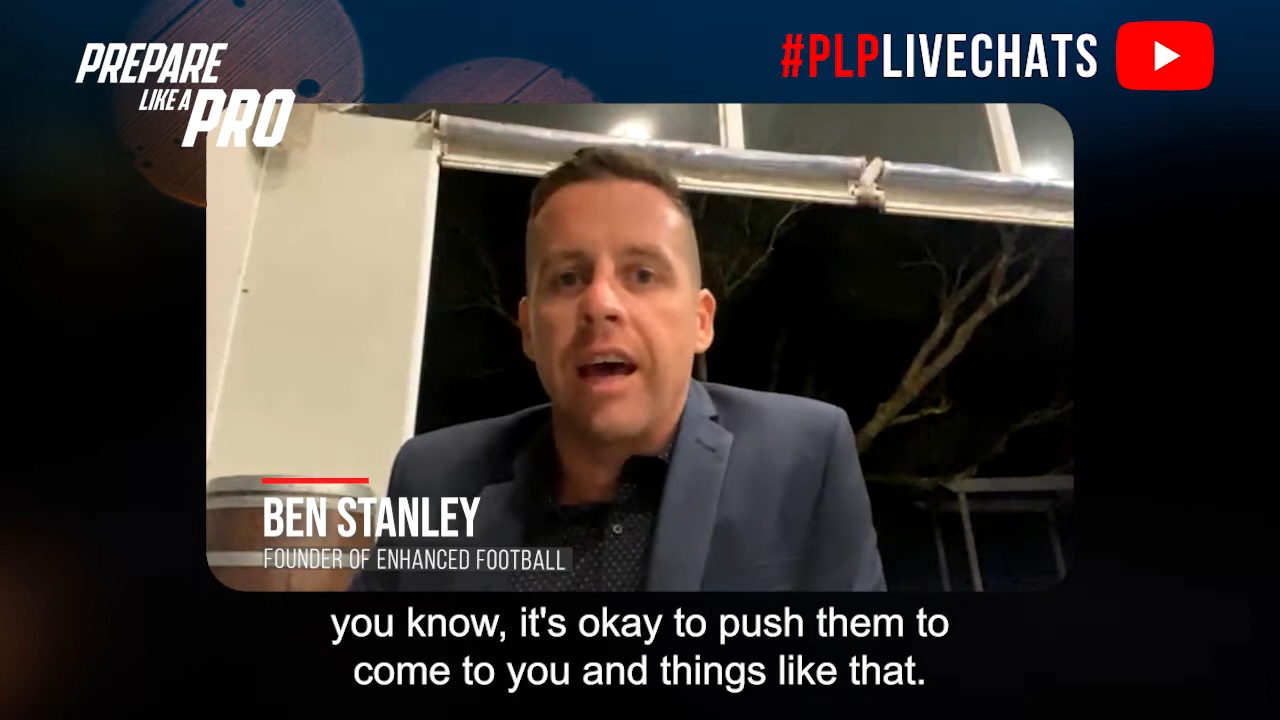 PREPARE
LIKE A
PRO
#PLPLIVECHATS
BEN STANLEY
FOUNDER OF ENHANCED FOOTBALL
you know, it's okay to push them to
come to you and things like that.